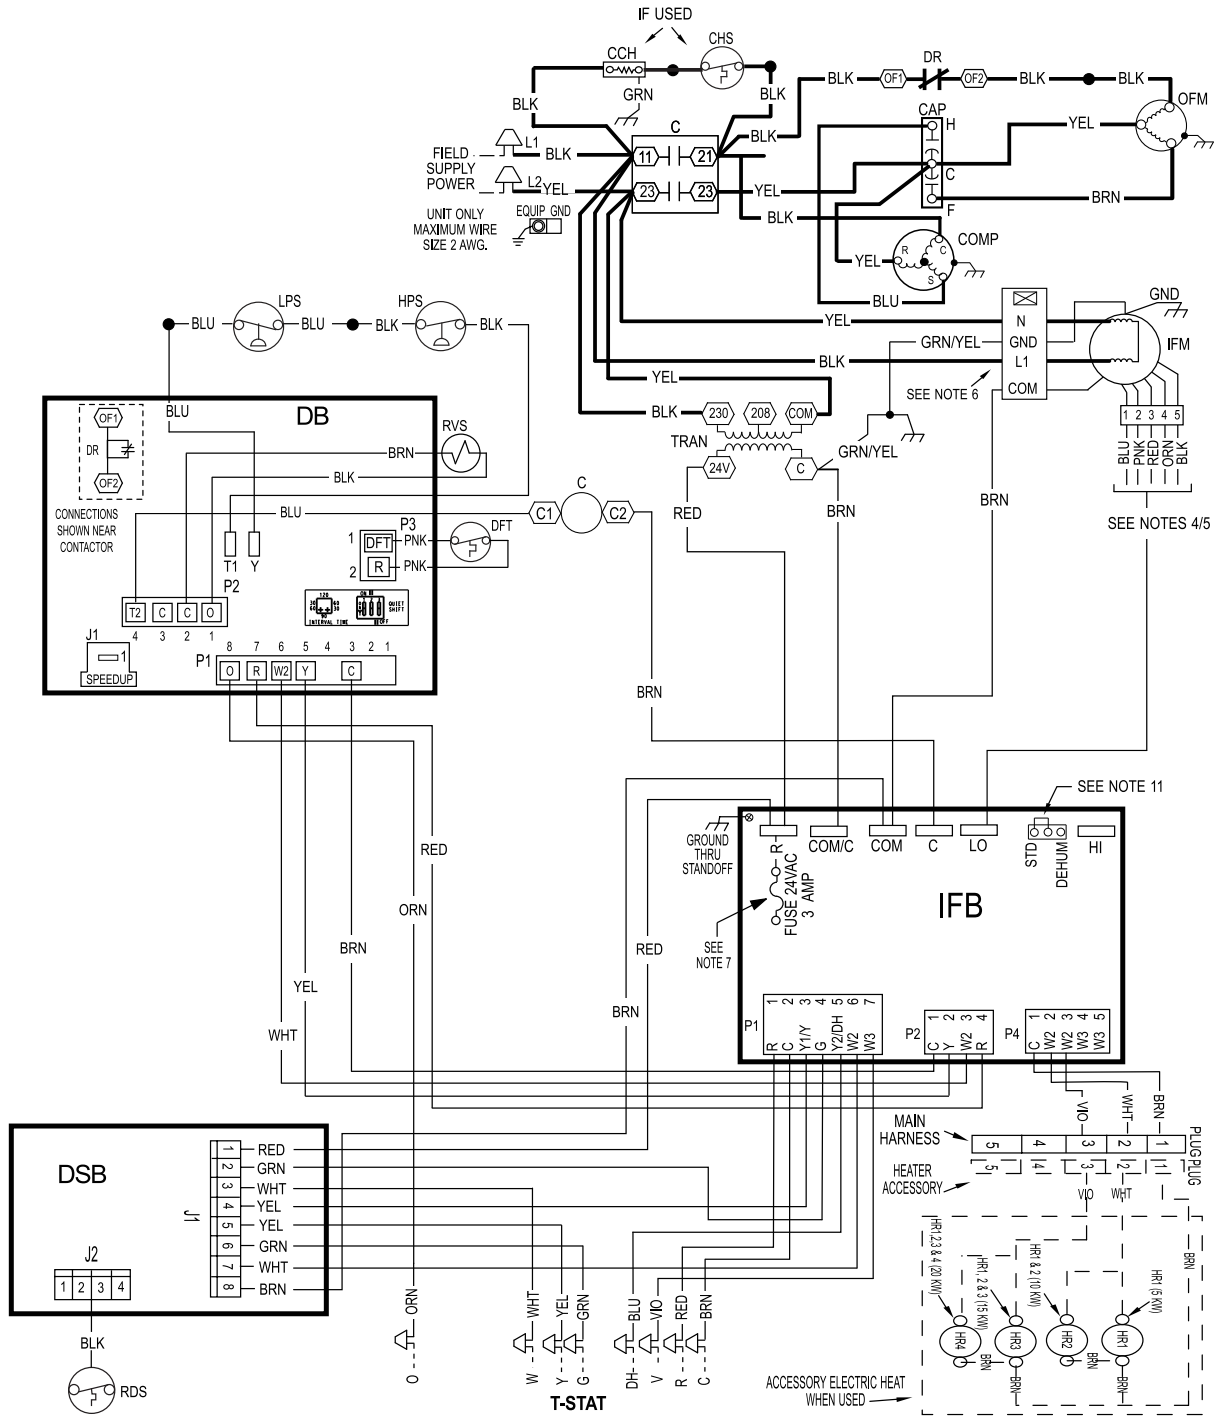 IF USED
CCH
CHS
DR
BLK
OF1
OF2
BLK
BLK
OFM
BLK
GRN
BLK
CAP
H
FIELD
SUPPLY
POWER
L1
BLK
C
11
21
BLK
YEL
L2
YEL
23
23
YEL
C
BRN
F
UNIT ONLY
MAXIMUM WIRE
SIZE 2 AWG.
EQUIP GND
BLK
COMP
R
C
S
YEL
BLU
LPS
HPS
BLU
BLU
BLK
BLK
YEL
N
GND
GRN/YEL
GND
IFM
BLK
L1
SEE NOTE 6
COM
YEL
BLK
230
208
COM
TRAN
GRN/YEL
24V
C
1 2 3 4 5
BLU
PNK
RED
ORN
BLK
SEE NOTES 4/5
RED
BRN
BRN
DB
OF1
DR
OF2
CONNECTIONS
SHOWN NEAR
CONTACTOR
BLU
RVS
BRN
BLK
BLU
C
C1
C2
P3
1
DFT
PNK
DFT
2
R
PNK
T1
Y
P2
T2
C
C
O
4 3 2 1
120
30
60
60
30
90
INTERVAL TIME
ON
OFF
QUIET
SHIFT
J1
1
SPEEDUP
P1
8 7 6 5 4 3 2 1
O
R
W2
Y
C
BRN
SEE NOTE 11
GROUND
THRU
STANDOFF
R
COM/C
COM
C
LO
STD
DEHUM
HI
FUSE 24VAC
3 AMP
IFB
SEE
NOTE 7
RED
ORN
BRN
RED
YEL
BRN
WHT
P1
1 2 3 4 5 6 7
R
C
Y1/Y
G
Y2/DH
W2
W3
P2
1 2 3 4
C
Y
W2
R
P4
1 2 3 4 5
C
W2
W2
W3
W3
VIO
WHT
BRN
MAIN
HARNESS
5 4 3 2 1
PLUG
HEATER
ACCESSORY
5 4 3 2 1
PLUG
VIO
WHT
DSB
J1
1
RED
2
GRN
3
WHT
4
YEL
5
YEL
6
GRN
7
WHT
8
BRN
J2
1 2 3 4
BLK
RDS
ORN
WHT
YEL
GRN
BLU
VIO
RED
BRN
O
W
Y
G
DH
V
R
C
T-STAT
HR1,2,3 & 4 (20 KW)
HR1, 2 & 3 (15 KW)
HR1 & 2 (10 KW)
HR1 (5 KW)
BRN
HR4
HR3
HR2
HR1
BRN
BRN
BRN
BRN
ACCESSORY ELECTRIC HEAT
WHEN USED